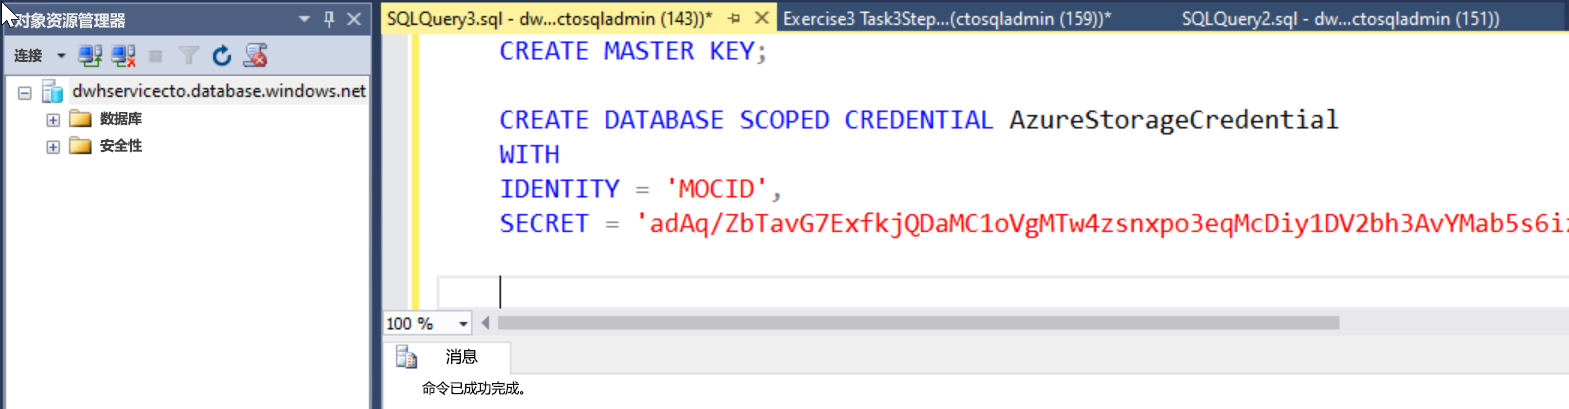 对象资源管理器
连接
dwhservicecto.database.windows.net
数据库
安全性
SQLQuery3.sql - dw...ctosqladmin (143))*
Exercise3 Task3Step...(ctosqladmin (159))*
SQLQuery2.sql - dw...ctosqladmin (151))
CREATE MASTER KEY;
CREATE DATABASE SCOPED CREDENTIAL AzureStorageCredential
WITH
IDENTITY = 'MOCID',
SECRET = 'adAq/ZbTavG7ExfkjQDaMC1oVgMTw4zsnxpo3eqMcDiy1DV2bh3AvYMab5s6i
100 %
消息
命令已成功完成。